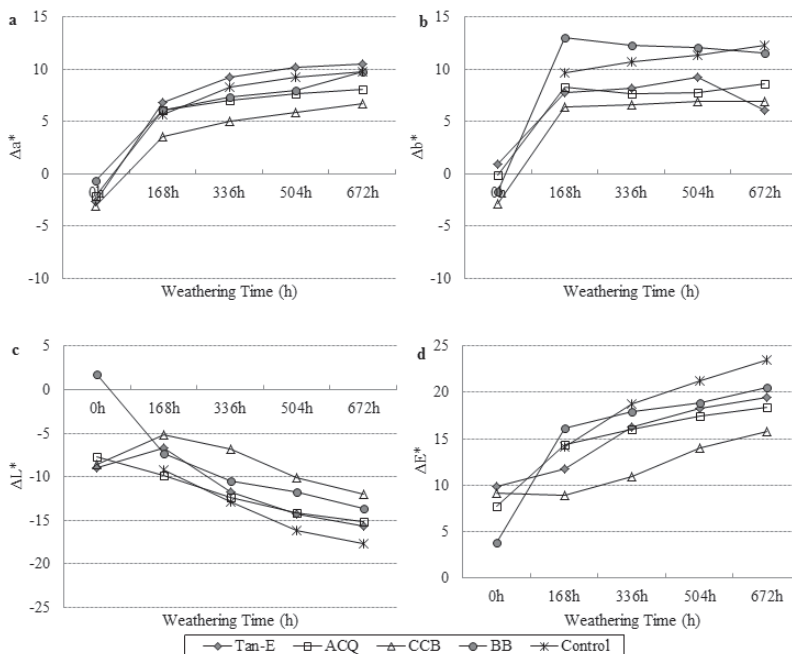 a
15
10
5
0
-5
-10
Δa*
0h 168h 336h 504h 672h
Weathering Time (h)
b
15
10
5
0
-5
-10
Δb*
0h 168h 336h 504h 672h
Weathering Time (h)
c
5
0
-5
-10
-15
-20
-25
ΔL*
0h 168h 336h 504h 672h
Weathering Time (h)
d
25
20
15
10
5
0
ΔE*
0h 168h 336h 504h 672h
Weathering Time (h)
Tan-E ACQ CCB BB Control